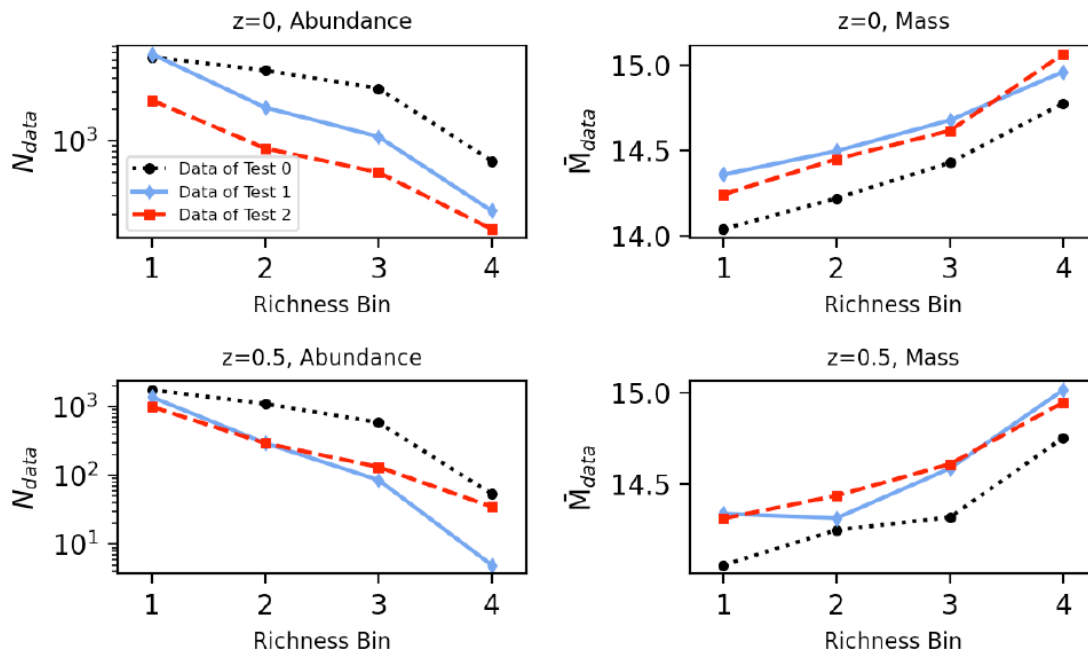 z=0, Abundance
N_data
10^3
Data of Test 0
Data of Test 1
Data of Test 2
1 2 3 4
Richness Bin
z=0, Mass
M̄_data
15.0
14.5
14.0
1 2 3 4
Richness Bin
z=0.5, Abundance
N_data
10^3
10^2
10^1
1 2 3 4
Richness Bin
z=0.5, Mass
M̄_data
15.0
14.5
1 2 3 4
Richness Bin